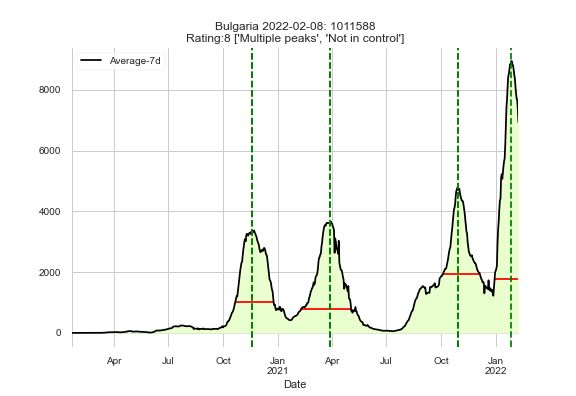 Bulgaria 2022-02-08: 1011588
Rating:8 ['Multiple peaks', 'Not in control']
Average-7d
8000
6000
4000
2000
0
Apr Jul Oct Jan Apr Jul Oct Jan
2021 2022
Date